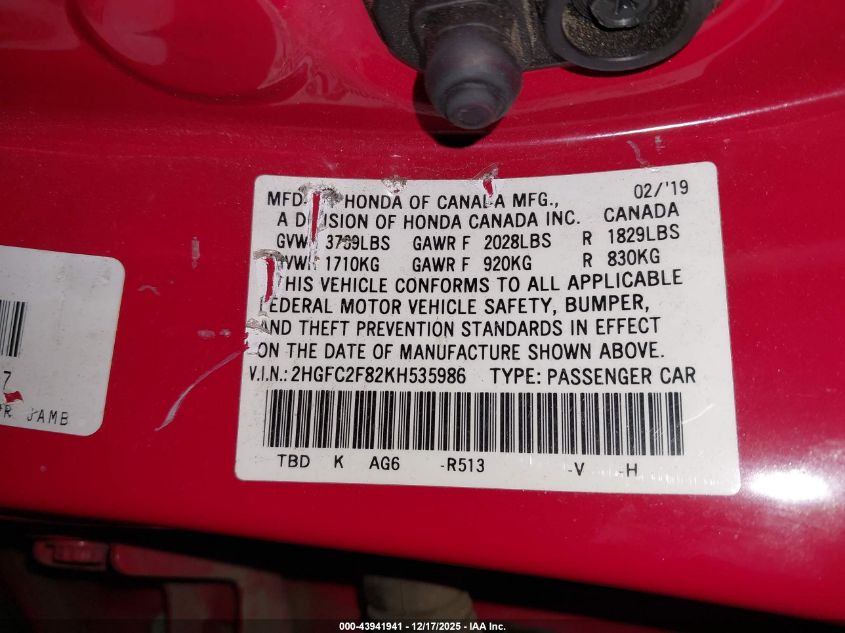 MFD HONDA OF CANADA MFG., 02/'19
A DIVISION OF HONDA CANADA INC. CANADA
GVWR 3769LBS GAWR F 2028LBS R 1829LBS
GVWR 1710KG GAWR F 920KG R 830KG
THIS VEHICLE CONFORMS TO ALL APPLICABLE
FEDERAL MOTOR VEHICLE SAFETY, BUMPER,
AND THEFT PREVENTION STANDARDS IN EFFECT
ON THE DATE OF MANUFACTURE SHOWN ABOVE.
V.I.N.: 2HGFC2F82KH535986 TYPE: PASSENGER CAR
TBD K AG6 -R513 -V -H
7
R JAMB
000-43941941 - 12/17/2025 - IAA, Inc.